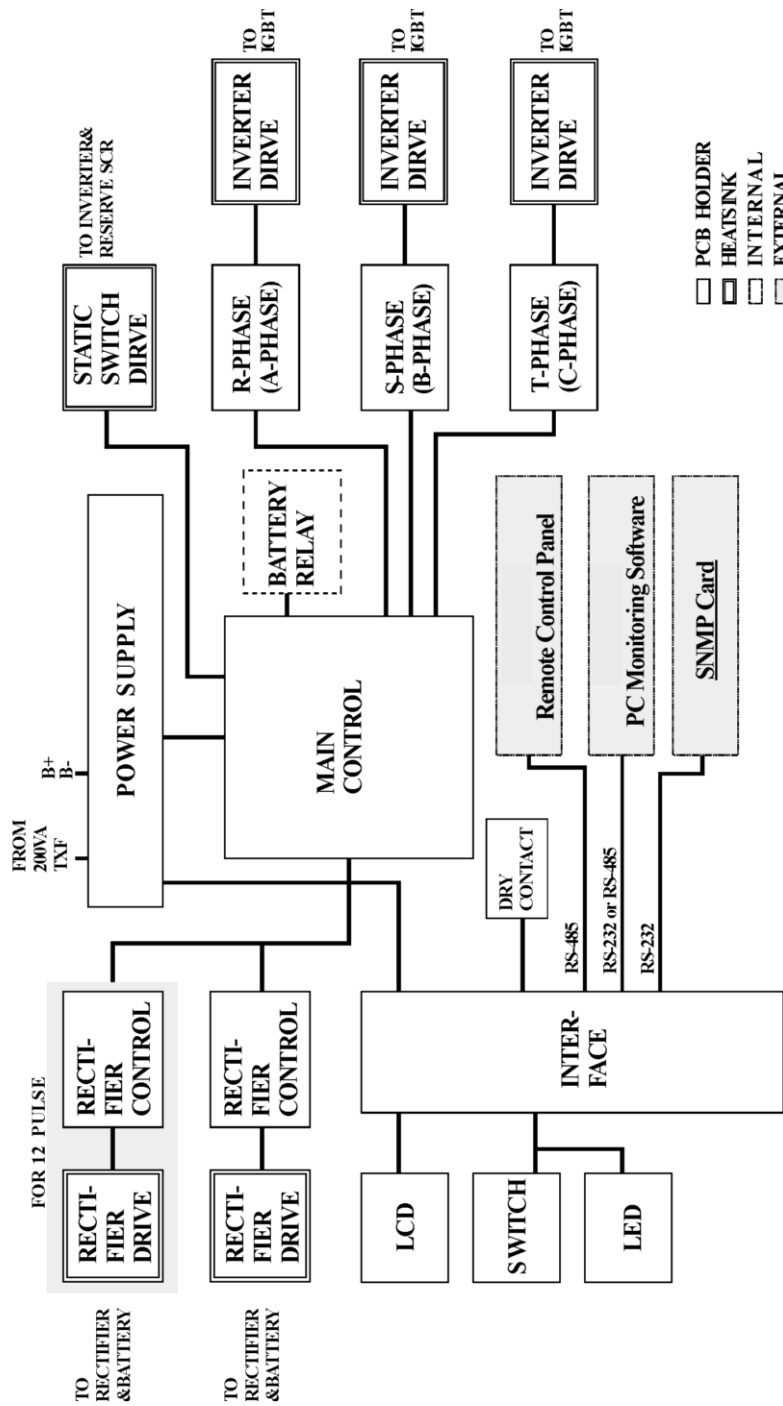 TO
RECTIFIER
&BATTERY
FOR 12 PULSE
RECTI-
FIER
DRIVE
RECTI-
FIER
CONTROL
FROM
200VA
TXF
B+
B-
POWER SUPPLY
STATIC
SWITCH
DIRVE
TO INVERTER&
RESERVE SCR
TO
RECTIFIER
&BATTERY
RECTI-
FIER
DRIVE
RECTI-
FIER
CONTROL
MAIN
CONTROL
BATTERY
RELAY
R-PHASE
(A-PHASE)
INVERTER
DIRVE
TO
IGBT
S-PHASE
(B-PHASE)
INVERTER
DIRVE
TO
IGBT
T-PHASE
(C-PHASE)
INVERTER
DIRVE
TO
IGBT
LCD
SWITCH
LED
INTER-
FACE
DRY
CONTACT
RS-485
RS-232 or RS-485
RS-232
Remote Control Panel
PC Monitoring Software
SNMP Card
PCB HOLDER
HEATSINK
INTERNAL
EXTERNAL